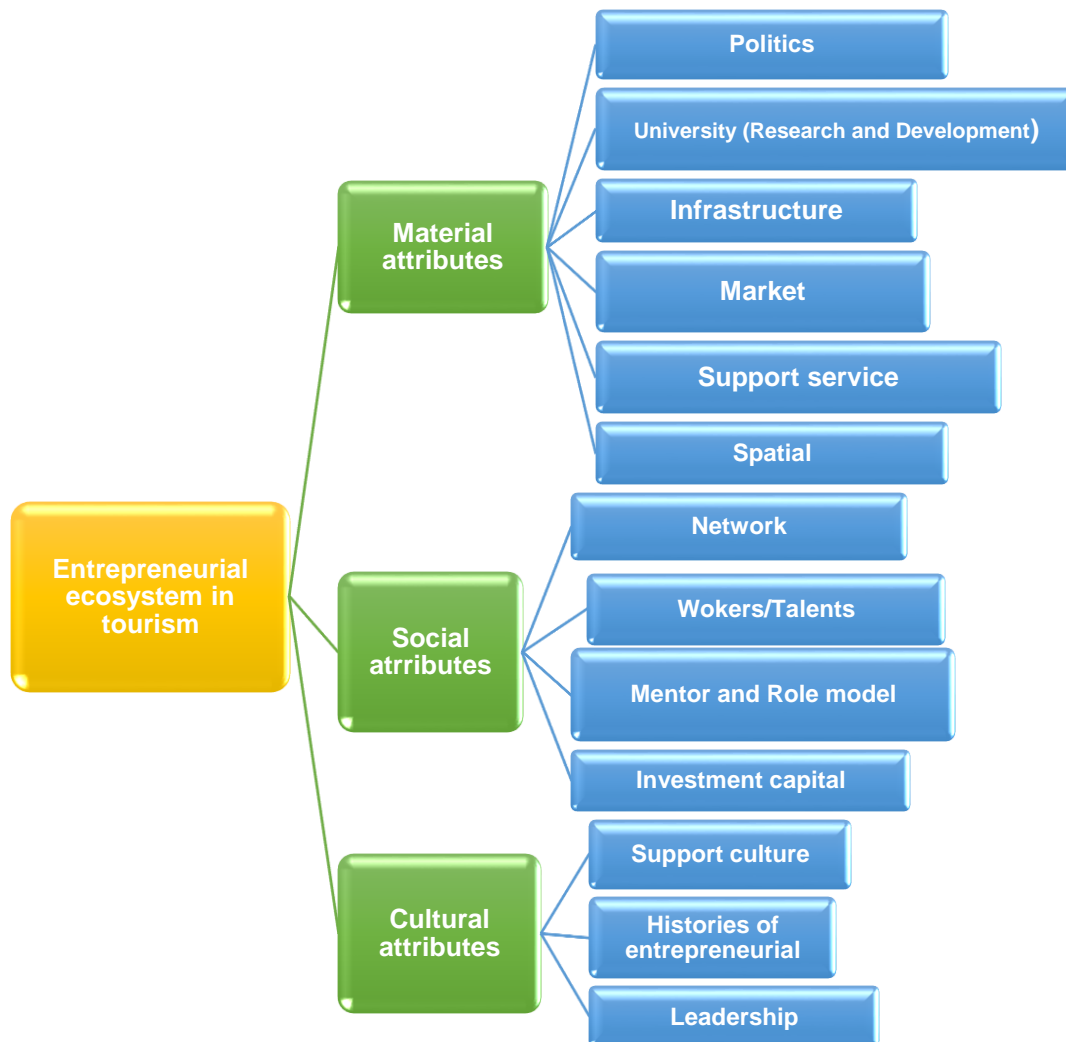 Politics
University (Research and Development)
Infrastructure
Material
attributes
Market
Support service
Spatial
Entrepreneurial
ecosystem in
tourism
Network
Social
atrributes
Wokers/Talents
Mentor and Role model
Investment capital
Cultural
attributes
Support culture
Histories of
entrepreneurial
Leadership